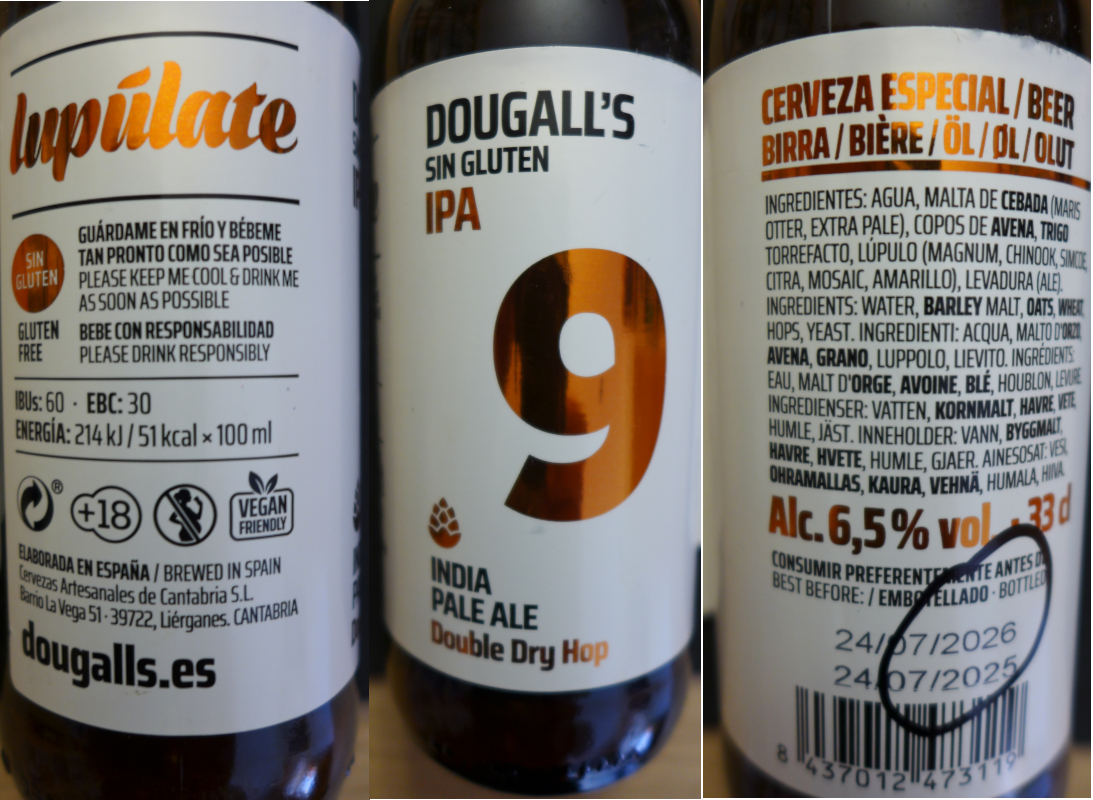 lupúlate
GUÁRDAME EN FRÍO Y BÉBEME
TAN PRONTO COMO SEA POSIBLE
PLEASE KEEP ME COOL & DRINK ME
AS SOON AS POSSIBLE
SIN
GLUTEN
GLUTEN
FREE
BEBE CON RESPONSABILIDAD
PLEASE DRINK RESPONSIBLY
IBUs: 60 · EBC: 30
ENERGÍA: 214 kJ / 51 kcal × 100 ml
®
+18
VEGAN
FRIENDLY
ELABORADA EN ESPAÑA / BREWED IN SPAIN
Cervezas Artesanales de Cantabria S.L.
Barrio La Vega 51 · 39722, Liérganes. CANTABRIA
dougalls.es
DOUGALL'S
SIN GLUTEN
IPA
9
INDIA
PALE ALE
Double Dry Hop
CERVEZA ESPECIAL / BEER
BIRRA / BIÈRE / ÖL / ØL / OLUT
INGREDIENTES: AGUA, MALTA DE CEBADA (MARIS
OTTER, EXTRA PALE), COPOS DE AVENA, TRIGO
TORREFACTO, LÚPULO (MAGNUM, CHINOOK, SIMCOE,
CITRA, MOSAIC, AMARILLO), LEVADURA (ALE).
INGREDIENTS: WATER, BARLEY MALT, OATS, WHEAT,
HOPS, YEAST. INGREDIENTI: ACQUA, MALTO D'ORZO,
AVENA, GRANO, LUPPOLO, LIEVITO. INGRÉDIENTS:
EAU, MALT D'ORGE, AVOINE, BLÉ, HOUBLON, LEVURE.
INGREDIENSER: VATTEN, KORNMALT, HAVRE, VETE,
HUMLE, JÄST. INNEHOLDER: VANN, BYGGMALT,
HAVRE, HVETE, HUMLE, GJAER. AINESOSAT: VESI,
OHRAMALLAS, KAURA, VEHNÄ, HUMALA, HIIVA.
Alc. 6,5% vol. · 33 cl
CONSUMIR PREFERENTEMENTE ANTES D
BEST BEFORE: / EMBOTELLADO · BOTTLED
24/07/2026
24/07/2025
8 437012 473119